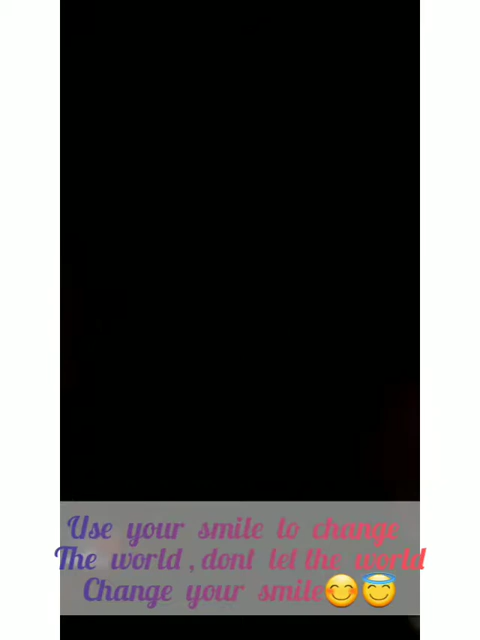 Use your smile to change
The world , dont let the world
Change your smile😊😇